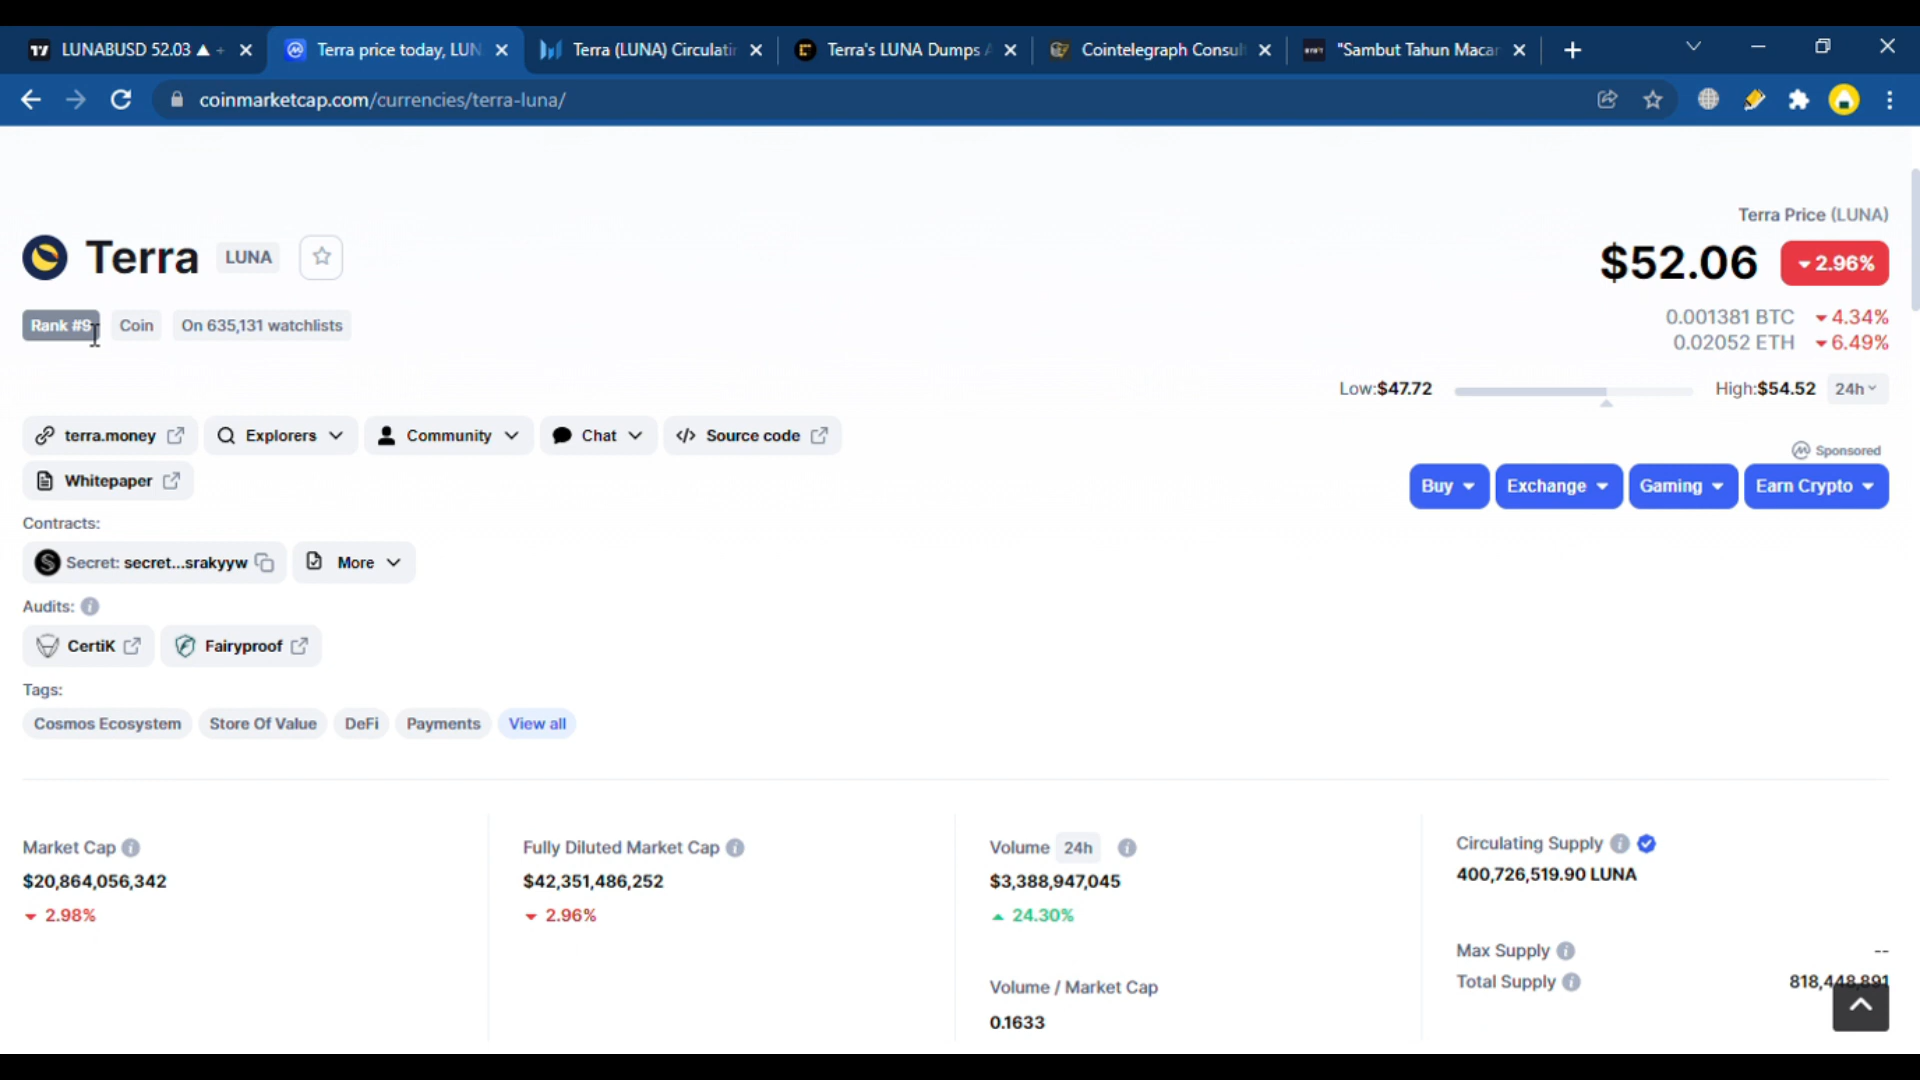 LUNABUSD 52.03 ▲ +
Terra price today, LUN
Terra (LUNA) Circulatin
Terra's LUNA Dumps A
Cointelegraph Consul
"Sambut Tahun Macan
coinmarketcap.com/currencies/terra-luna/
Terra Price (LUNA)
Terra LUNA
$52.06 2.96%
Rank #9 Coin On 635,131 watchlists
0.001381 BTC 4.34%
0.02052 ETH 6.49%
Low:$47.72 High:$54.52 24h
terra.money Explorers Community Chat Source code
Sponsored
Whitepaper
Buy Exchange Gaming Earn Crypto
Contracts:
Secret: secret...srakyyw More
Audits:
CertiK Fairyproof
Tags:
Cosmos Ecosystem Store Of Value DeFi Payments View all
Market Cap
$20,864,056,342
2.98%
Fully Diluted Market Cap
$42,351,486,252
2.96%
Volume 24h
$3,388,947,045
24.30%
Volume / Market Cap
0.1633
Circulating Supply
400,726,519.90 LUNA
Max Supply --
Total Supply 818,448,891